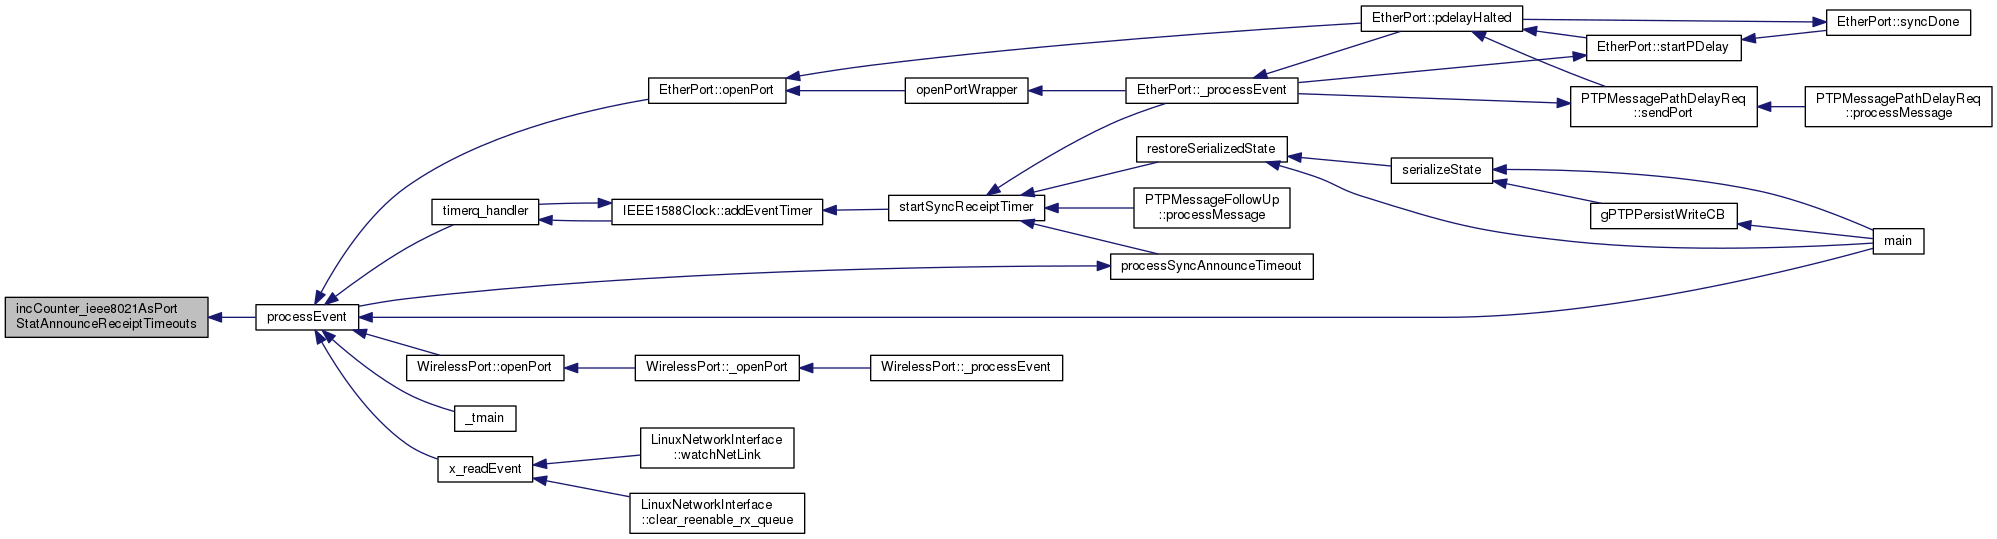 incCounter_ieee8021AsPort
StatAnnounceReceiptTimeouts
processEvent
EtherPort::openPort
timerq_handler
WirelessPort::openPort
_tmain
x_readEvent
openPortWrapper
IEEE1588Clock::addEventTimer
WirelessPort::_openPort
LinuxNetworkInterface
::watchNetLink
LinuxNetworkInterface
::clear_reenable_rx_queue
startSyncReceiptTimer
WirelessPort::_processEvent
EtherPort::_processEvent
restoreSerializedState
PTPMessageFollowUp
::processMessage
processSyncAnnounceTimeout
EtherPort::pdelayHalted
serializeState
EtherPort::startPDelay
PTPMessagePathDelayReq
::sendPort
gPTPPersistWriteCB
EtherPort::syncDone
PTPMessagePathDelayReq
::processMessage
main